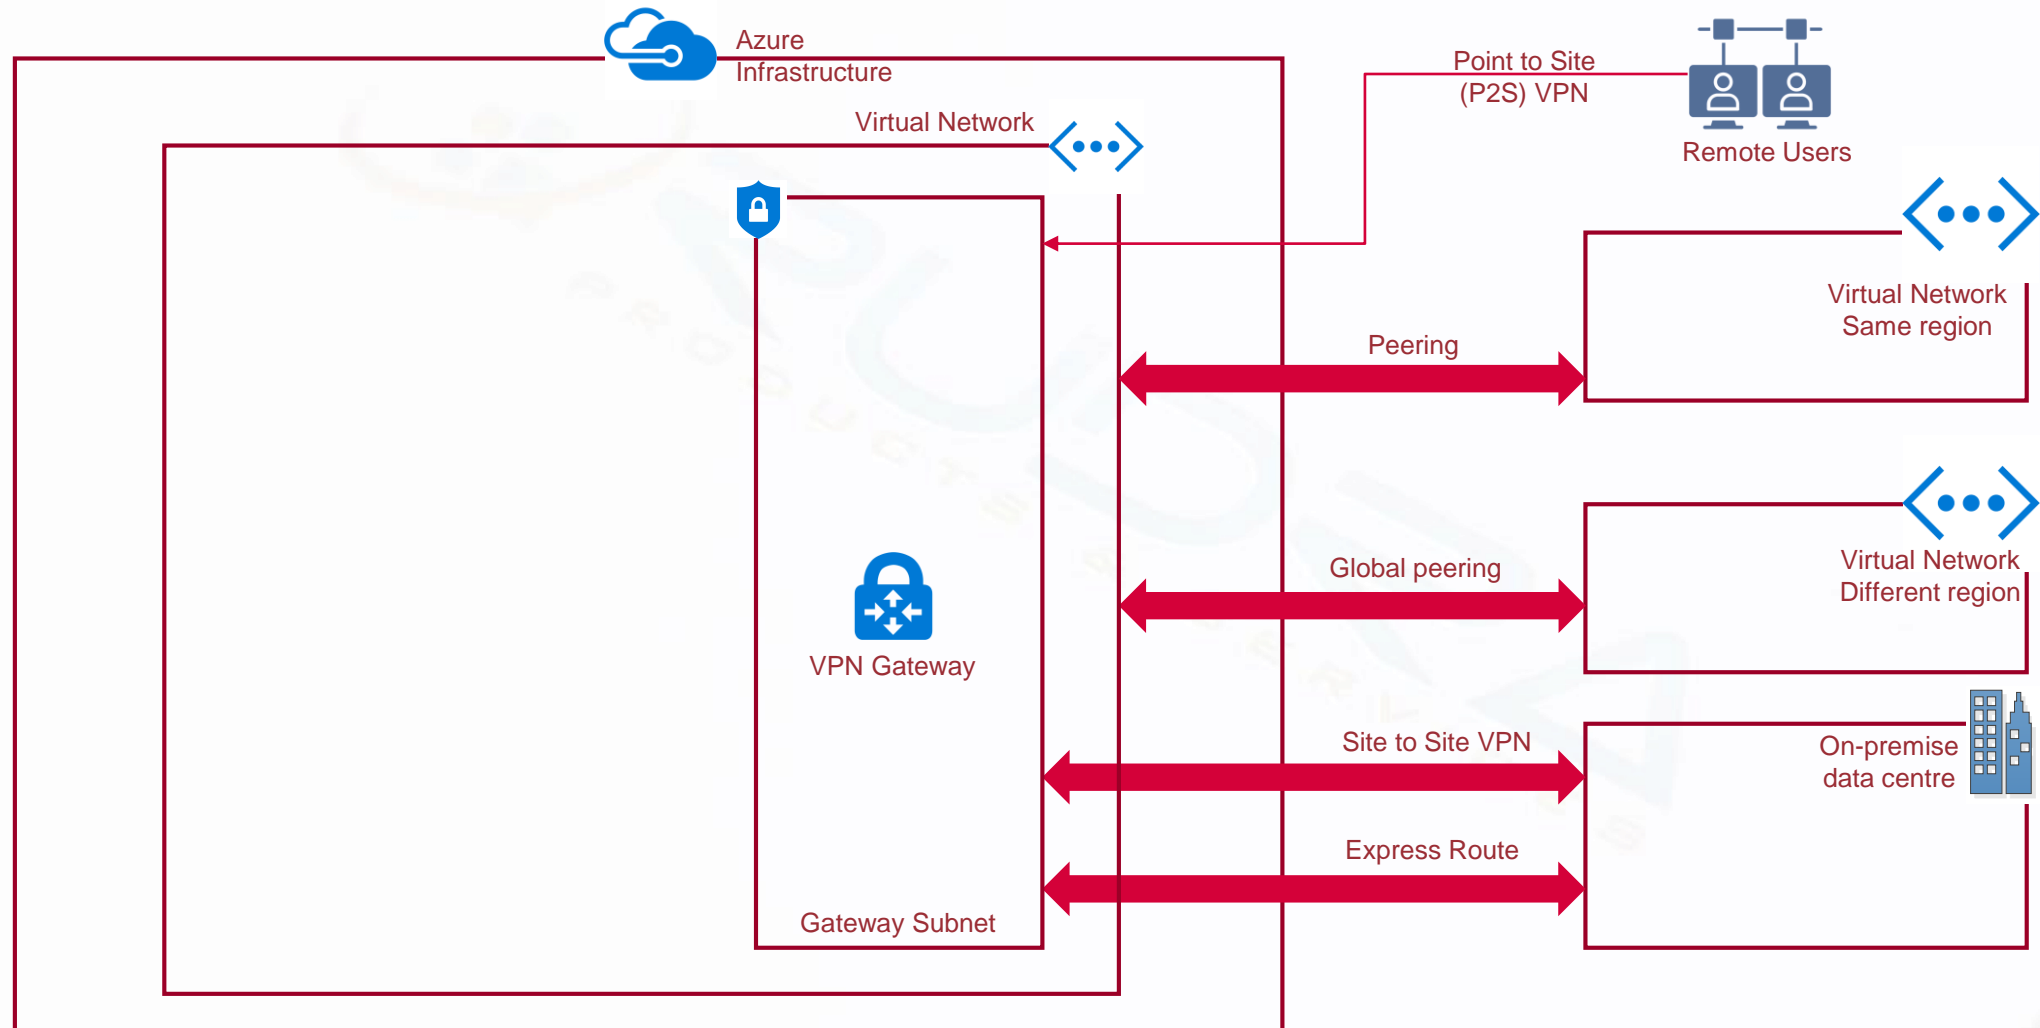 Azure
Infrastructure
Point to Site
(P2S) VPN
Virtual Network
Remote Users
Virtual Network
Same region
Peering
Global peering
Virtual Network
Different region
VPN Gateway
Site to Site VPN
On-premise
data centre
Express Route
Gateway Subnet